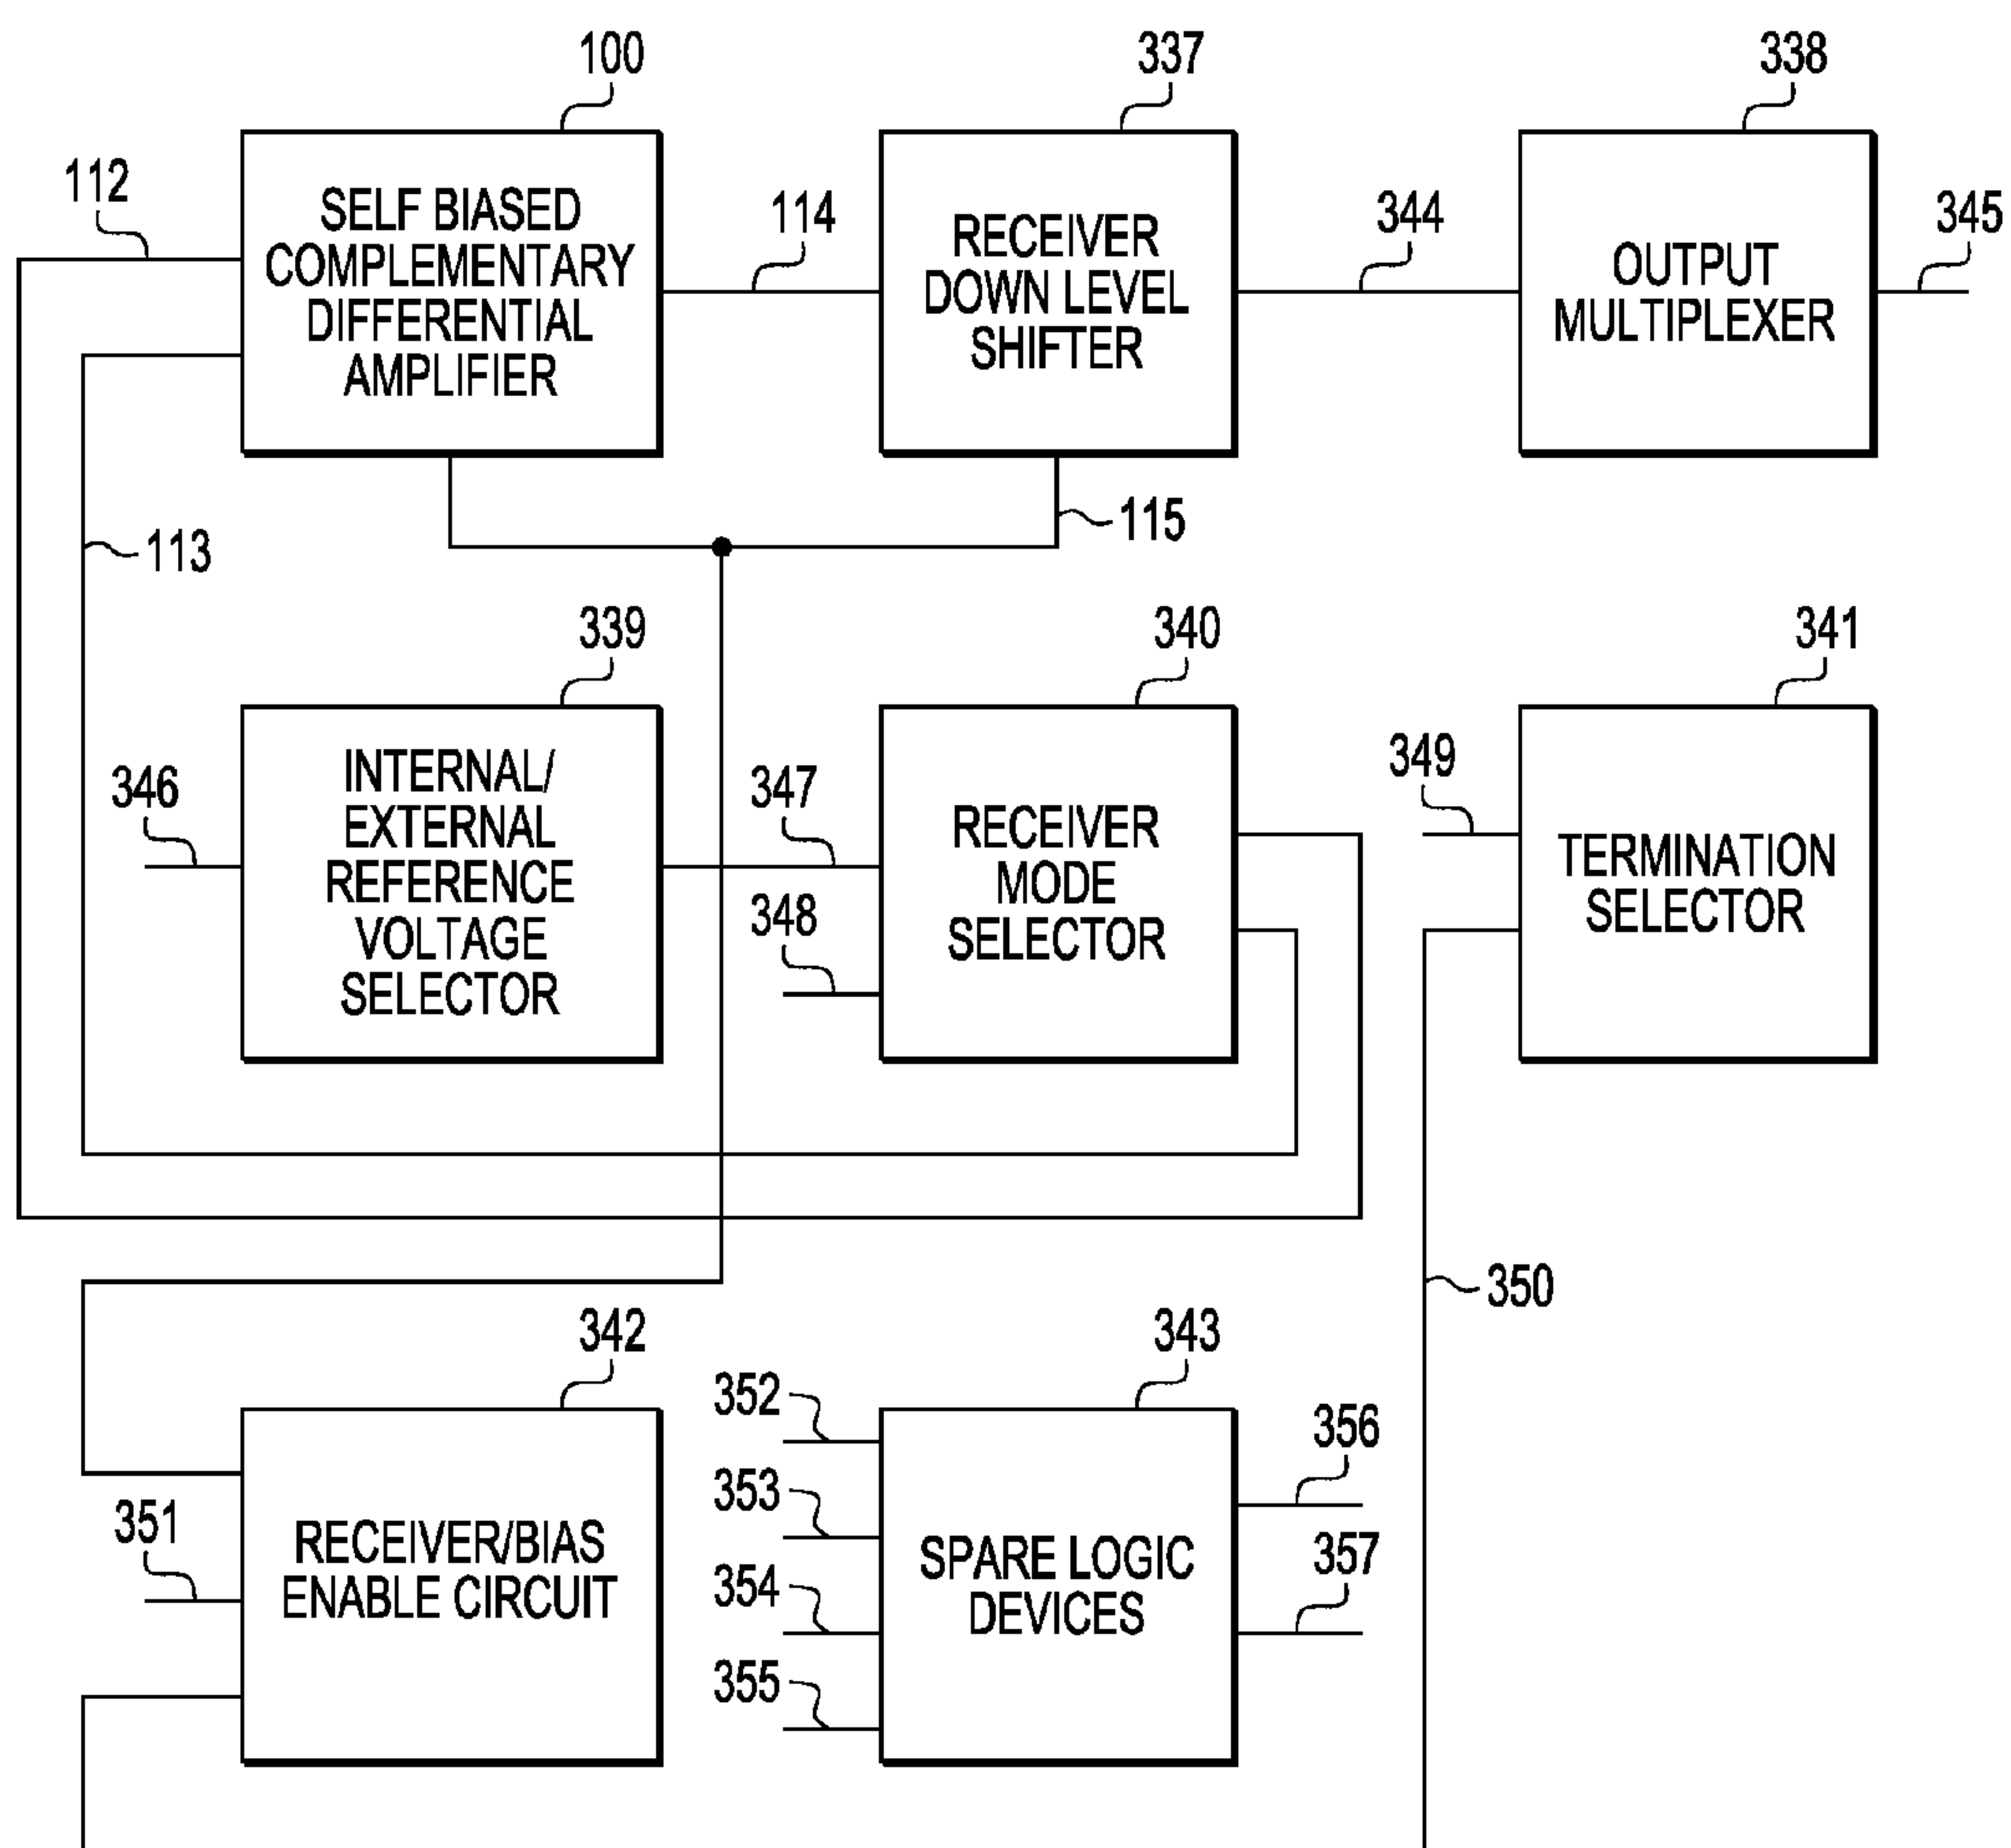 100
337
338
112
SELF BIASED
COMPLEMENTARY
DIFFERENTIAL
AMPLIFIER
114
RECEIVER
DOWN LEVEL
SHIFTER
344
OUTPUT
MULTIPLEXER
345
113
115
339
340
341
346
INTERNAL/
EXTERNAL
REFERENCE
VOLTAGE
SELECTOR
347
348
RECEIVER
MODE
SELECTOR
349
TERMINATION
SELECTOR
350
342
343
351
RECEIVER/BIAS
ENABLE CIRCUIT
352
353
354
355
SPARE LOGIC
DEVICES
356
357